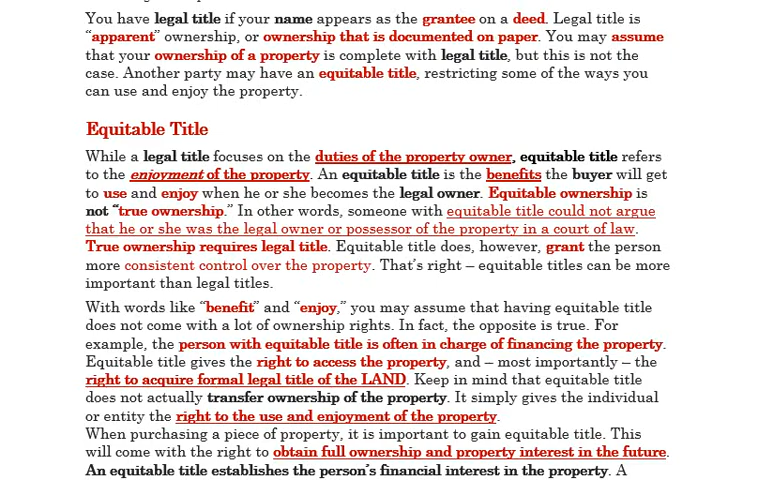 You have legal title if your name appears as the grantee on a deed. Legal title is
“apparent” ownership, or ownership that is documented on paper. You may assume
that your ownership of a property is complete with legal title, but this is not the
case. Another party may have an equitable title, restricting some of the ways you
can use and enjoy the property.
Equitable Title
While a legal title focuses on the duties of the property owner, equitable title refers
to the enjoyment of the property. An equitable title is the benefits the buyer will get
to use and enjoy when he or she becomes the legal owner. Equitable ownership is
not “true ownership.” In other words, someone with equitable title could not argue
that he or she was the legal owner or possessor of the property in a court of law.
True ownership requires legal title. Equitable title does, however, grant the person
more consistent control over the property. That’s right – equitable titles can be more
important than legal titles.
With words like “benefit” and “enjoy,” you may assume that having equitable title
does not come with a lot of ownership rights. In fact, the opposite is true. For
example, the person with equitable title is often in charge of financing the property.
Equitable title gives the right to access the property, and – most importantly – the
right to acquire formal legal title of the LAND. Keep in mind that equitable title
does not actually transfer ownership of the property. It simply gives the individual
or entity the right to the use and enjoyment of the property.
When purchasing a piece of property, it is important to gain equitable title. This
will come with the right to obtain full ownership and property interest in the future.
An equitable title establishes the person’s financial interest in the property. A